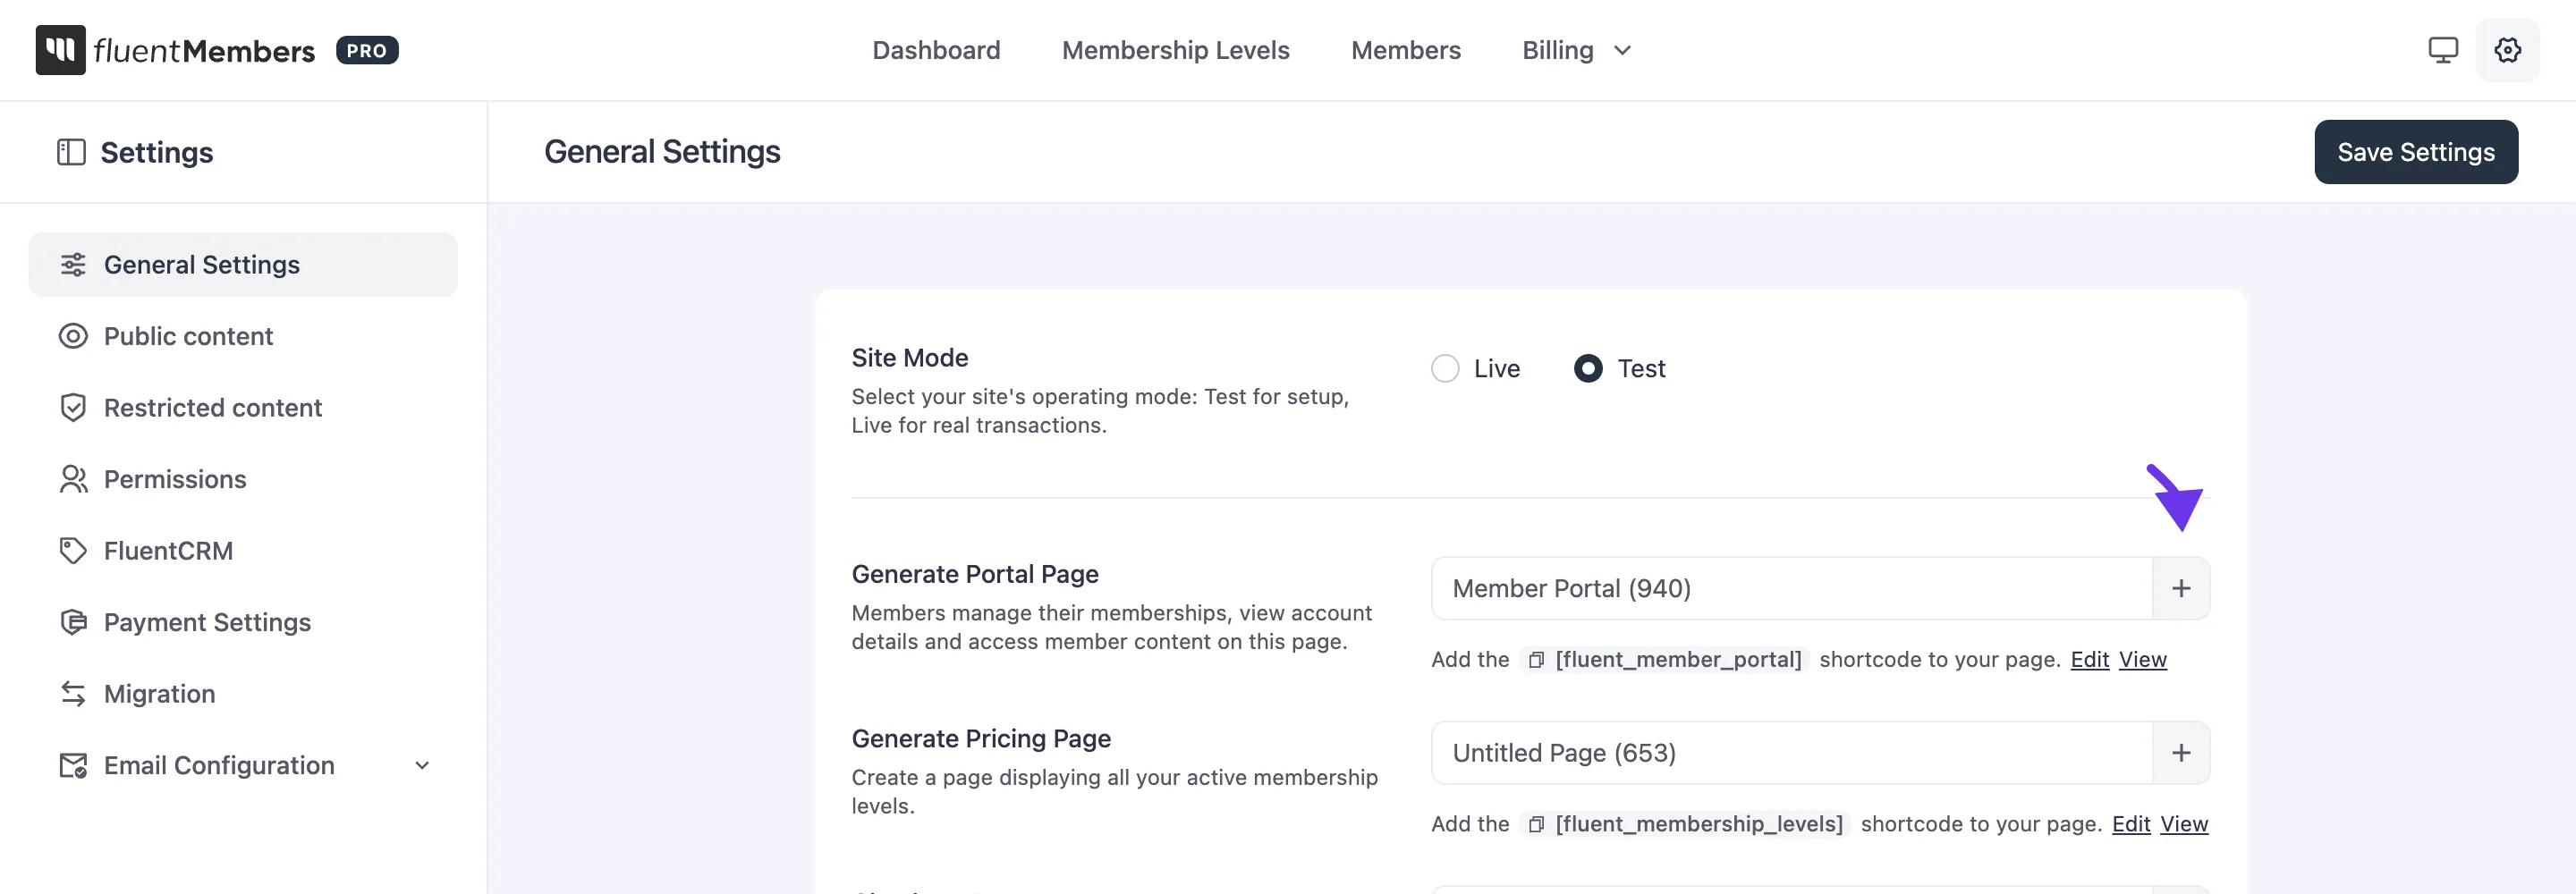 fluentMembers PRO
Dashboard
Membership Levels
Members
Billing
Settings
General Settings
Save Settings
General Settings
Public content
Restricted content
Permissions
FluentCRM
Payment Settings
Migration
Email Configuration
Site Mode
Select your site's operating mode: Test for setup,
Live for real transactions.
Live
Test
Generate Portal Page
Members manage their memberships, view account
details and access member content on this page.
Member Portal (940)
Add the [fluent_member_portal] shortcode to your page. Edit View
Generate Pricing Page
Create a page displaying all your active membership
levels.
Untitled Page (653)
Add the [fluent_membership_levels] shortcode to your page. Edit View